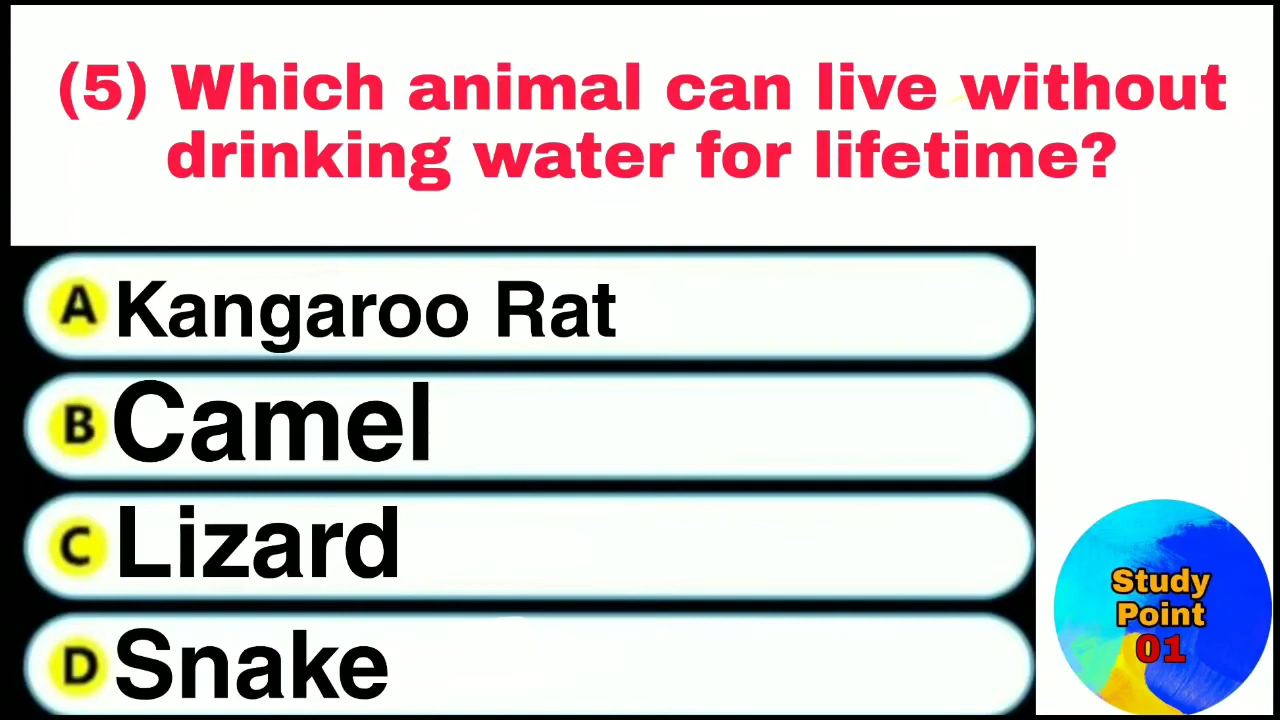 (5) Which animal can live without
drinking water for lifetime?
A Kangaroo Rat
B Camel
C Lizard
D Snake
Study
Point
01